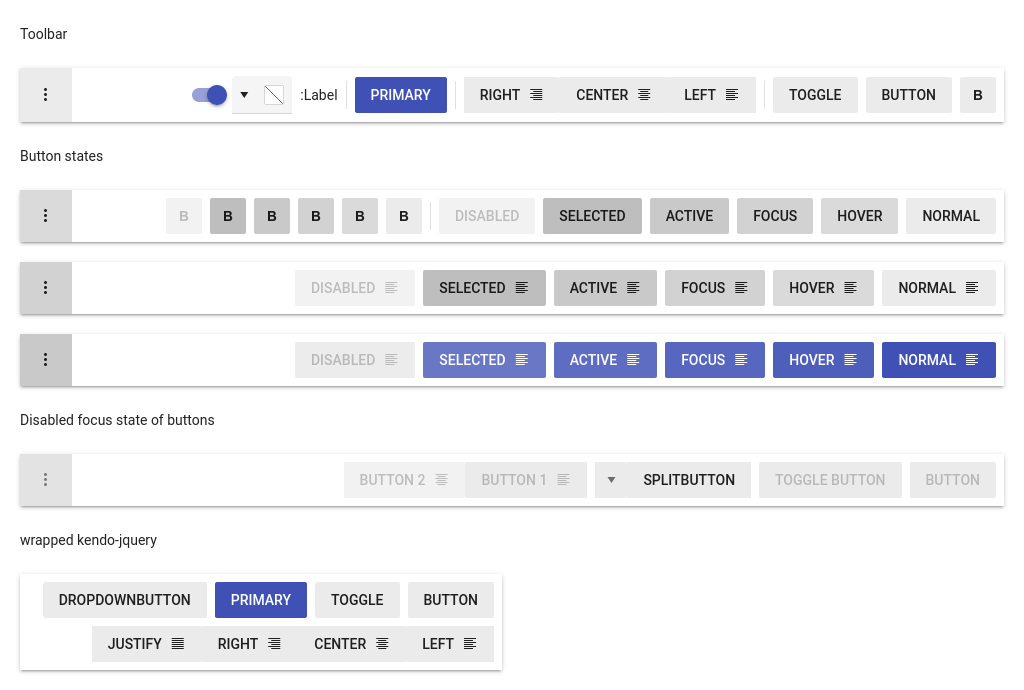 Toolbar
:Label PRIMARY RIGHT CENTER LEFT TOGGLE BUTTON B
Button states
B B B B B B DISABLED SELECTED ACTIVE FOCUS HOVER NORMAL
DISABLED SELECTED ACTIVE FOCUS HOVER NORMAL
DISABLED SELECTED ACTIVE FOCUS HOVER NORMAL
Disabled focus state of buttons
BUTTON 2 BUTTON 1 SPLITBUTTON TOGGLE BUTTON BUTTON
wrapped kendo-jquery
DROPDOWNBUTTON PRIMARY TOGGLE BUTTON
JUSTIFY RIGHT CENTER LEFT